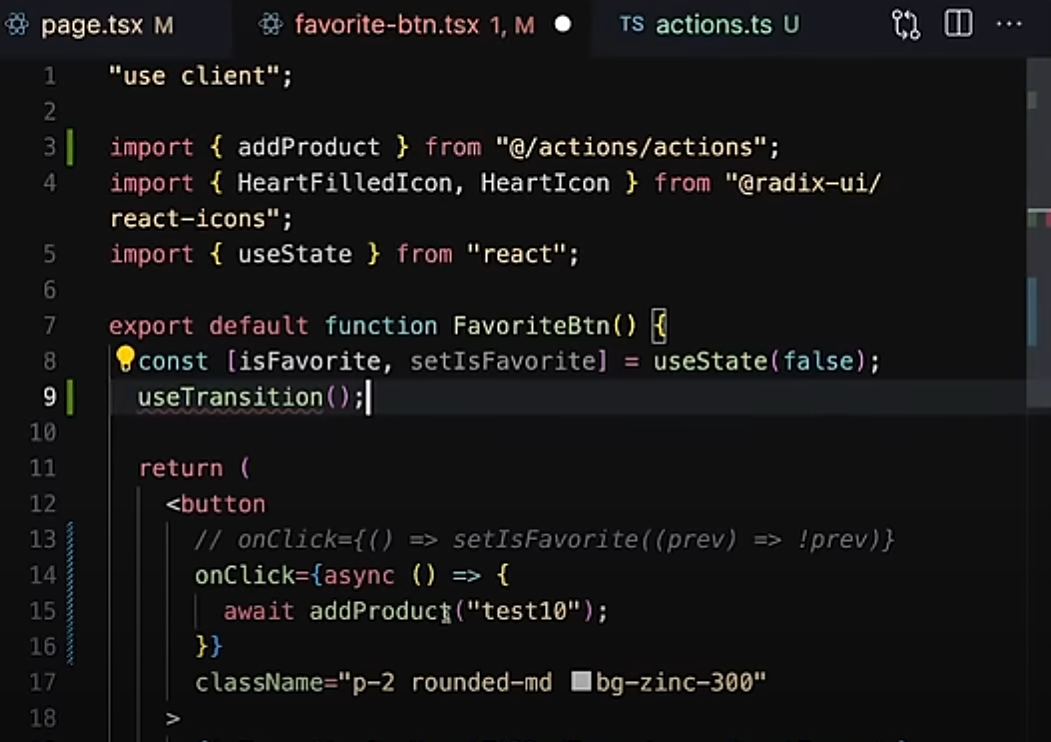 page.tsx M favorite-btn.tsx 1, M TS actions.ts U ...
1 "use client";
2
3 import { addProduct } from "@/actions/actions";
4 import { HeartFilledIcon, HeartIcon } from "@radix-ui/
react-icons";
5 import { useState } from "react";
6
7 export default function FavoriteBtn() {
8 const [isFavorite, setIsFavorite] = useState(false);
9 useTransition();
10
11 return (
12 <button
13 // onClick={() => setIsFavorite((prev) => !prev)}
14 onClick={async () => {
15 await addProduct("test10");
16 }}
17 className="p-2 rounded-md bg-zinc-300"
18 >